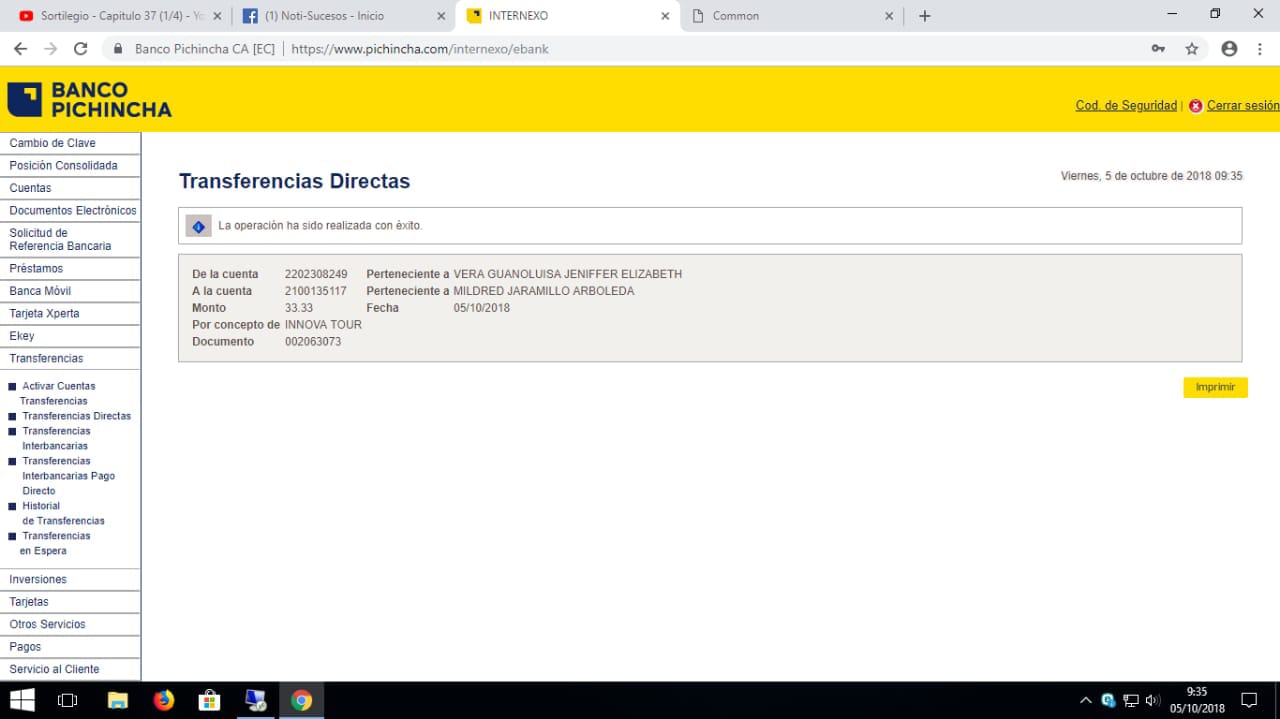 Sortilegio - Capitulo 37 (1/4) - Yo
(1) Noti-Sucesos - Inicio
INTERNEXO
Common
Banco Pichincha CA [EC] | https://www.pichincha.com/internexo/ebank
BANCO
PICHINCHA
Cod. de Seguridad | Cerrar sesión
Cambio de Clave
Posición Consolidada
Cuentas
Documentos Electrónicos
Solicitud de
Referencia Bancaria
Préstamos
Banca Móvil
Tarjeta Xperta
Ekey
Transferencias
Activar Cuentas
Transferencias
Transferencias Directas
Transferencias
Interbancarias
Transferencias
Interbancarias Pago
Directo
Historial
de Transferencias
Transferencias
en Espera
Inversiones
Tarjetas
Otros Servicios
Pagos
Servicio al Cliente
Transferencias Directas
Viernes, 5 de octubre de 2018 09:35
La operación ha sido realizada con éxito.
De la cuenta 2202308249 Perteneciente a VERA GUANOLUISA JENIFFER ELIZABETH
A la cuenta 2100135117 Perteneciente a MILDRED JARAMILLO ARBOLEDA
Monto 33.33 Fecha 05/10/2018
Por concepto de INNOVA TOUR
Documento 002063073
Imprimir
9:35
05/10/2018